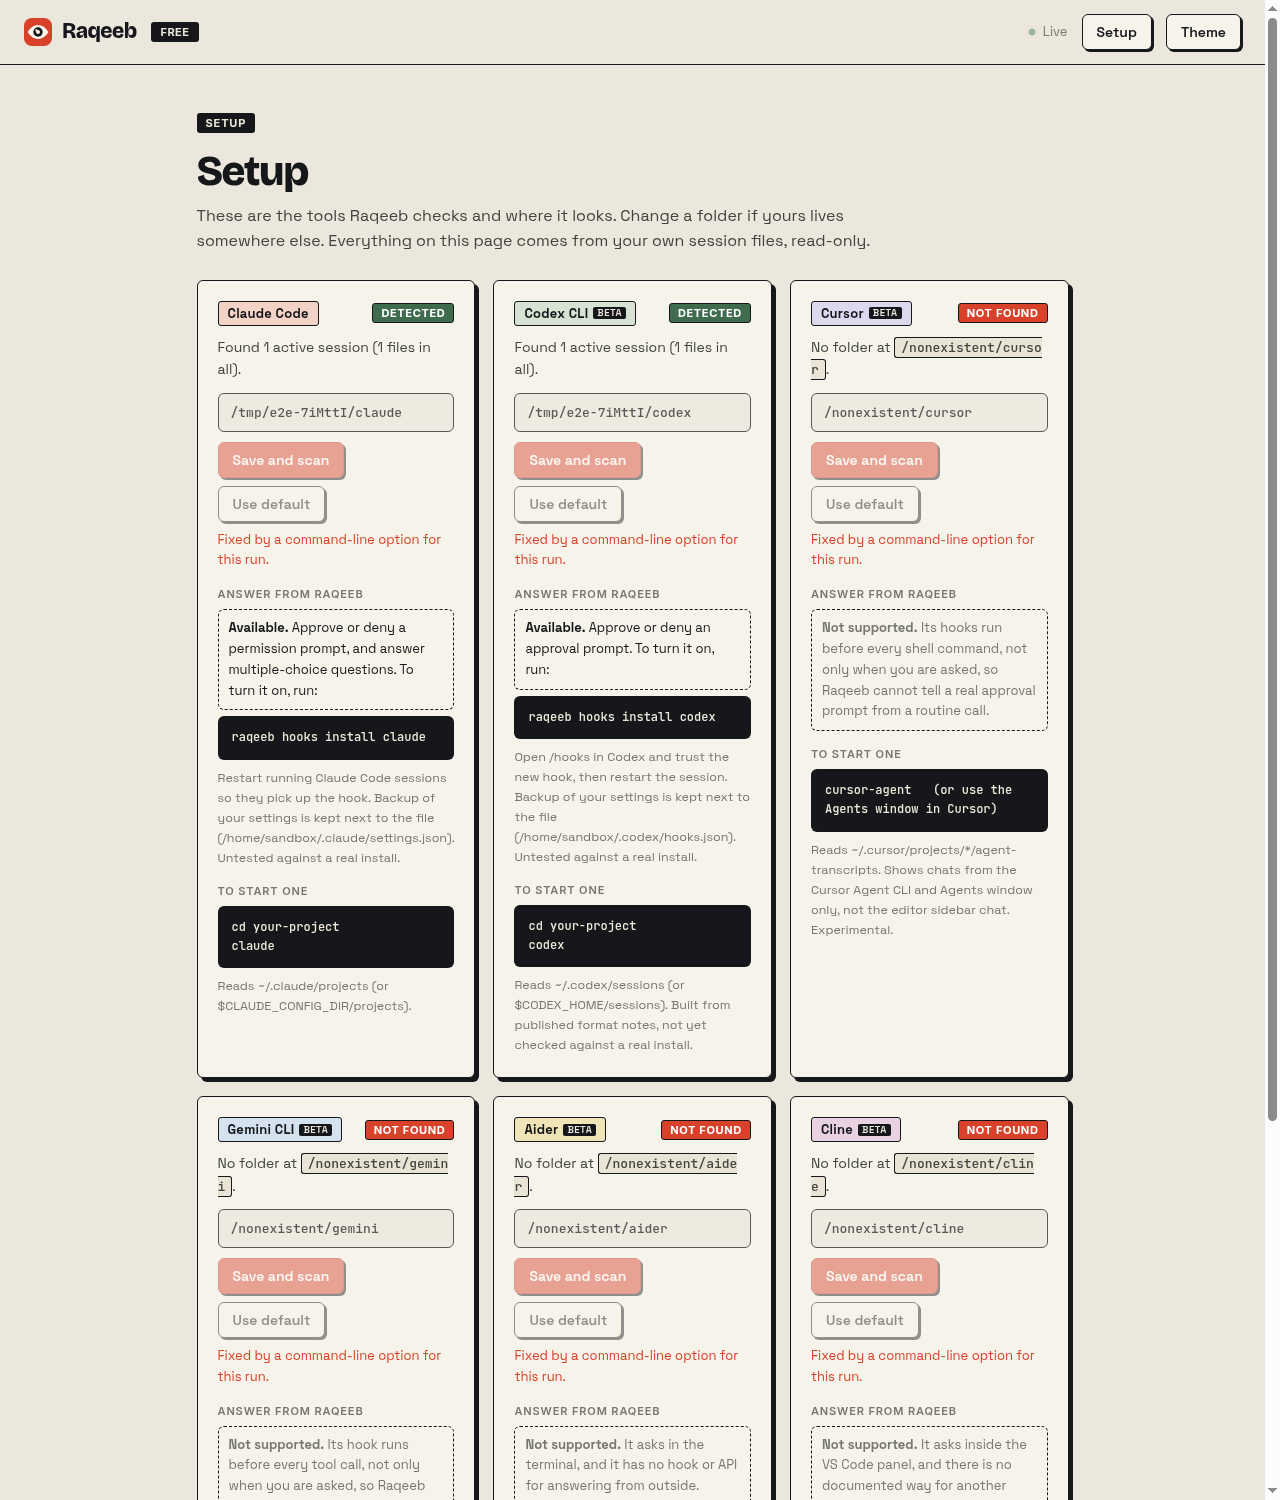 Raqeeb FREE
Live Setup Theme
SETUP
Setup
These are the tools Raqeeb checks and where it looks. Change a folder if yours lives
somewhere else. Everything on this page comes from your own session files, read-only.
Claude Code DETECTED
Found 1 active session (1 files in
all).
/tmp/e2e-7iMttI/claude
Save and scan
Use default
Fixed by a command-line option for
this run.
ANSWER FROM RAQEEB
Available. Approve or deny a
permission prompt, and answer
multiple-choice questions. To
turn it on, run:
raqeeb hooks install claude
Restart running Claude Code sessions
so they pick up the hook. Backup of
your settings is kept next to the file
(/home/sandbox/.claude/settings.json).
Untested against a real install.
TO START ONE
cd your-project
claude
Reads ~/.claude/projects (or
$CLAUDE_CONFIG_DIR/projects).
Codex CLI BETA DETECTED
Found 1 active session (1 files in
all).
/tmp/e2e-7iMttI/codex
Save and scan
Use default
Fixed by a command-line option for
this run.
ANSWER FROM RAQEEB
Available. Approve or deny an
approval prompt. To turn it on,
run:
raqeeb hooks install codex
Open /hooks in Codex and trust the
new hook, then restart the session.
Backup of your settings is kept next to
the file
(/home/sandbox/.codex/hooks.json).
Untested against a real install.
TO START ONE
cd your-project
codex
Reads ~/.codex/sessions (or
$CODEX_HOME/sessions). Built from
published format notes, not yet
checked against a real install.
Cursor BETA NOT FOUND
No folder at /nonexistent/curso
r.
/nonexistent/cursor
Save and scan
Use default
Fixed by a command-line option for
this run.
ANSWER FROM RAQEEB
Not supported. Its hooks run
before every shell command, not
only when you are asked, so
Raqeeb cannot tell a real approval
prompt from a routine call.
TO START ONE
cursor-agent (or use the
Agents window in Cursor)
Reads ~/.cursor/projects/*/agent-
transcripts. Shows chats from the
Cursor Agent CLI and Agents window
only, not the editor sidebar chat.
Experimental.
Gemini CLI BETA NOT FOUND
No folder at /nonexistent/gemin
i.
/nonexistent/gemini
Save and scan
Use default
Fixed by a command-line option for
this run.
ANSWER FROM RAQEEB
Not supported. Its hook runs
before every tool call, not only
when you are asked, so Raqeeb
Aider BETA NOT FOUND
No folder at /nonexistent/aide
r.
/nonexistent/aider
Save and scan
Use default
Fixed by a command-line option for
this run.
ANSWER FROM RAQEEB
Not supported. It asks in the
terminal, and it has no hook or API
for answering from outside.
Cline BETA NOT FOUND
No folder at /nonexistent/clin
e.
/nonexistent/cline
Save and scan
Use default
Fixed by a command-line option for
this run.
ANSWER FROM RAQEEB
Not supported. It asks inside the
VS Code panel, and there is no
documented way for another